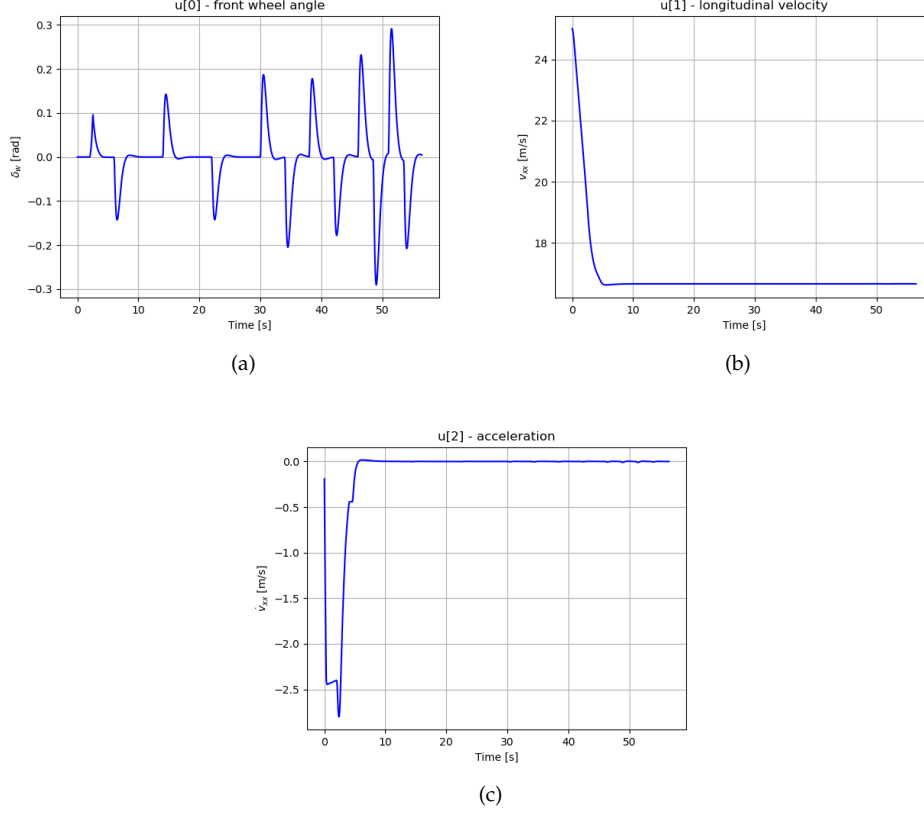 u[0] - front wheel angle
0.3
0.2
0.1
0.0
−0.1
−0.2
−0.3
δw [rad]
0 10 20 30 40 50
Time [s]
(a)
u[1] - longitudinal velocity
24
22
20
18
vxx [m/s]
0 10 20 30 40 50
Time [s]
(b)
u[2] - acceleration
0.0
−0.5
−1.0
−1.5
−2.0
−2.5
v̇xx [m/s]
0 10 20 30 40 50
Time [s]
(c)